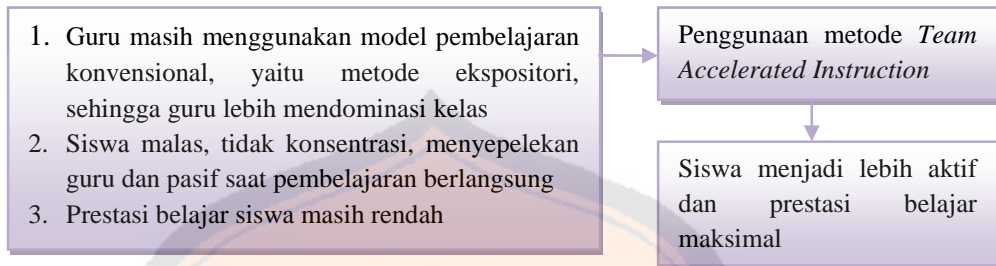 1. Guru masih menggunakan model pembelajaran
konvensional, yaitu metode ekspositori,
sehingga guru lebih mendominasi kelas
2. Siswa malas, tidak konsentrasi, menyepelekan
guru dan pasif saat pembelajaran berlangsung
3. Prestasi belajar siswa masih rendah
Penggunaan metode Team
Accelerated Instruction
Siswa menjadi lebih aktif
dan prestasi belajar
maksimal